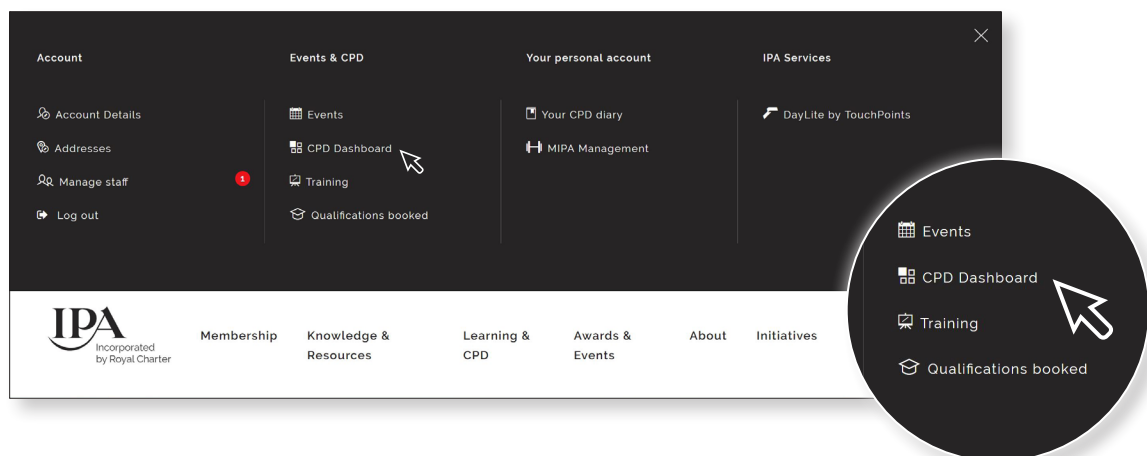 Account
Account Details
Addresses
Manage staff 1
Log out
Events & CPD
Events
CPD Dashboard
Training
Qualifications booked
Your personal account
Your CPD diary
MIPA Management
IPA Services
DayLite by TouchPoints
IPA
Incorporated
by Royal Charter
Membership
Knowledge &
Resources
Learning &
CPD
Awards &
Events
About
Initiatives
Events
CPD Dashboard
Training
Qualifications booked